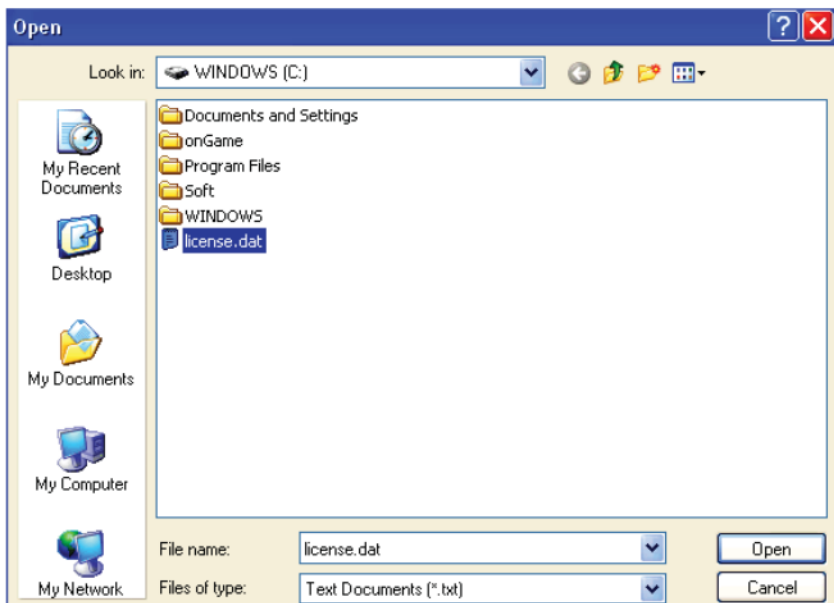 Open
Look in: WINDOWS (C:)
My Recent
Documents
Desktop
My Documents
My Computer
My Network
Documents and Settings
onGame
Program Files
Soft
WINDOWS
license.dat
File name: license.dat Open
Files of type: Text Documents (*.txt) Cancel